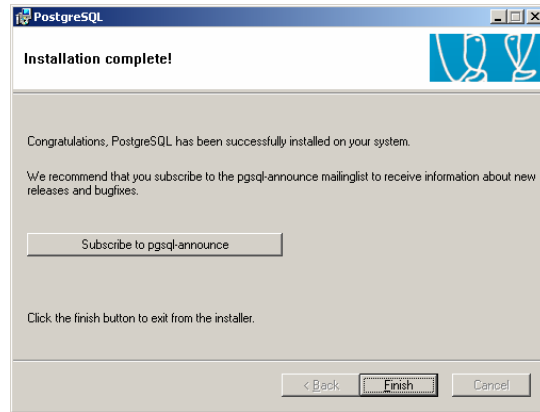 PostgreSQL
Installation complete!
Congratulations, PostgreSQL has been successfully installed on your system.
We recommend that you subscribe to the pgsql-announce mailinglist to receive information about new
releases and bugfixes.
Subscribe to pgsql-announce
Click the finish button to exit from the installer.
< Back Finish Cancel